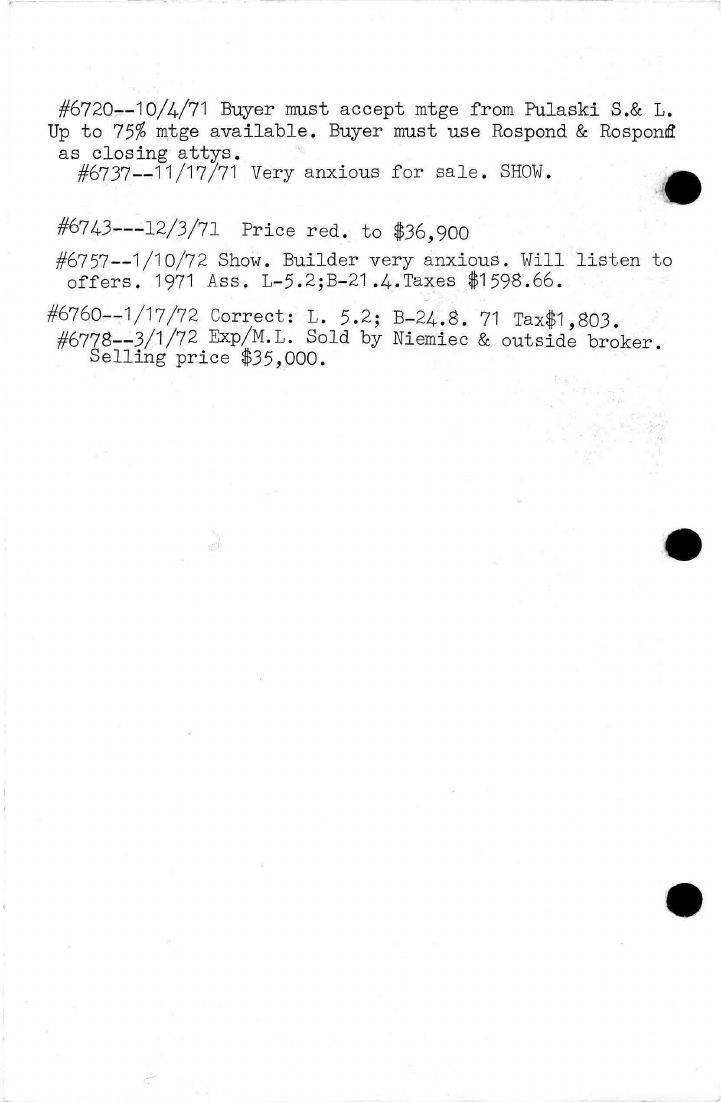 #6720--10/4/71 Buyer must accept mtge from Pulaski S.& L.
Up to 75% mtge available. Buyer must use Rospond & Rospond
as closing attys.
#6737--11/17/71 Very anxious for sale. SHOW.
#6743---12/3/71 Price red. to $36,900
#6757--1/10/72 Show. Builder very anxious. Will listen to
offers. 1971 Ass. L-5.2;B-21.4.Taxes $1598.66.
#6760--1/17/72 Correct: L. 5.2; B-24.8. 71 Tax$1,803.
#6778--3/1/72 Exp/M.L. Sold by Niemiec & outside broker.
Selling price $35,000.